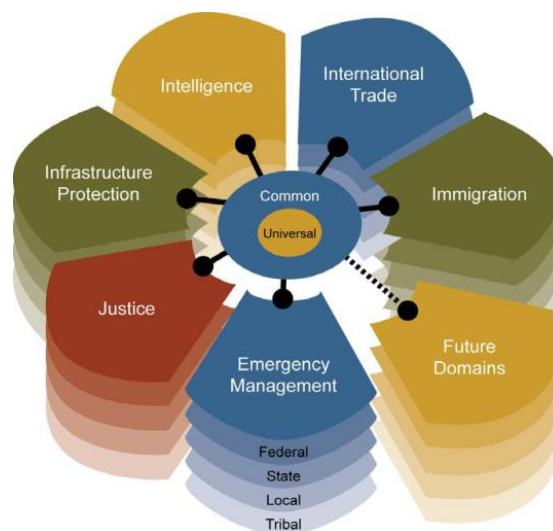 Intelligence
International
Trade
Infrastructure
Protection
Common
Immigration
Universal
Justice
Emergency
Management
Future
Domains
Federal
State
Local
Tribal